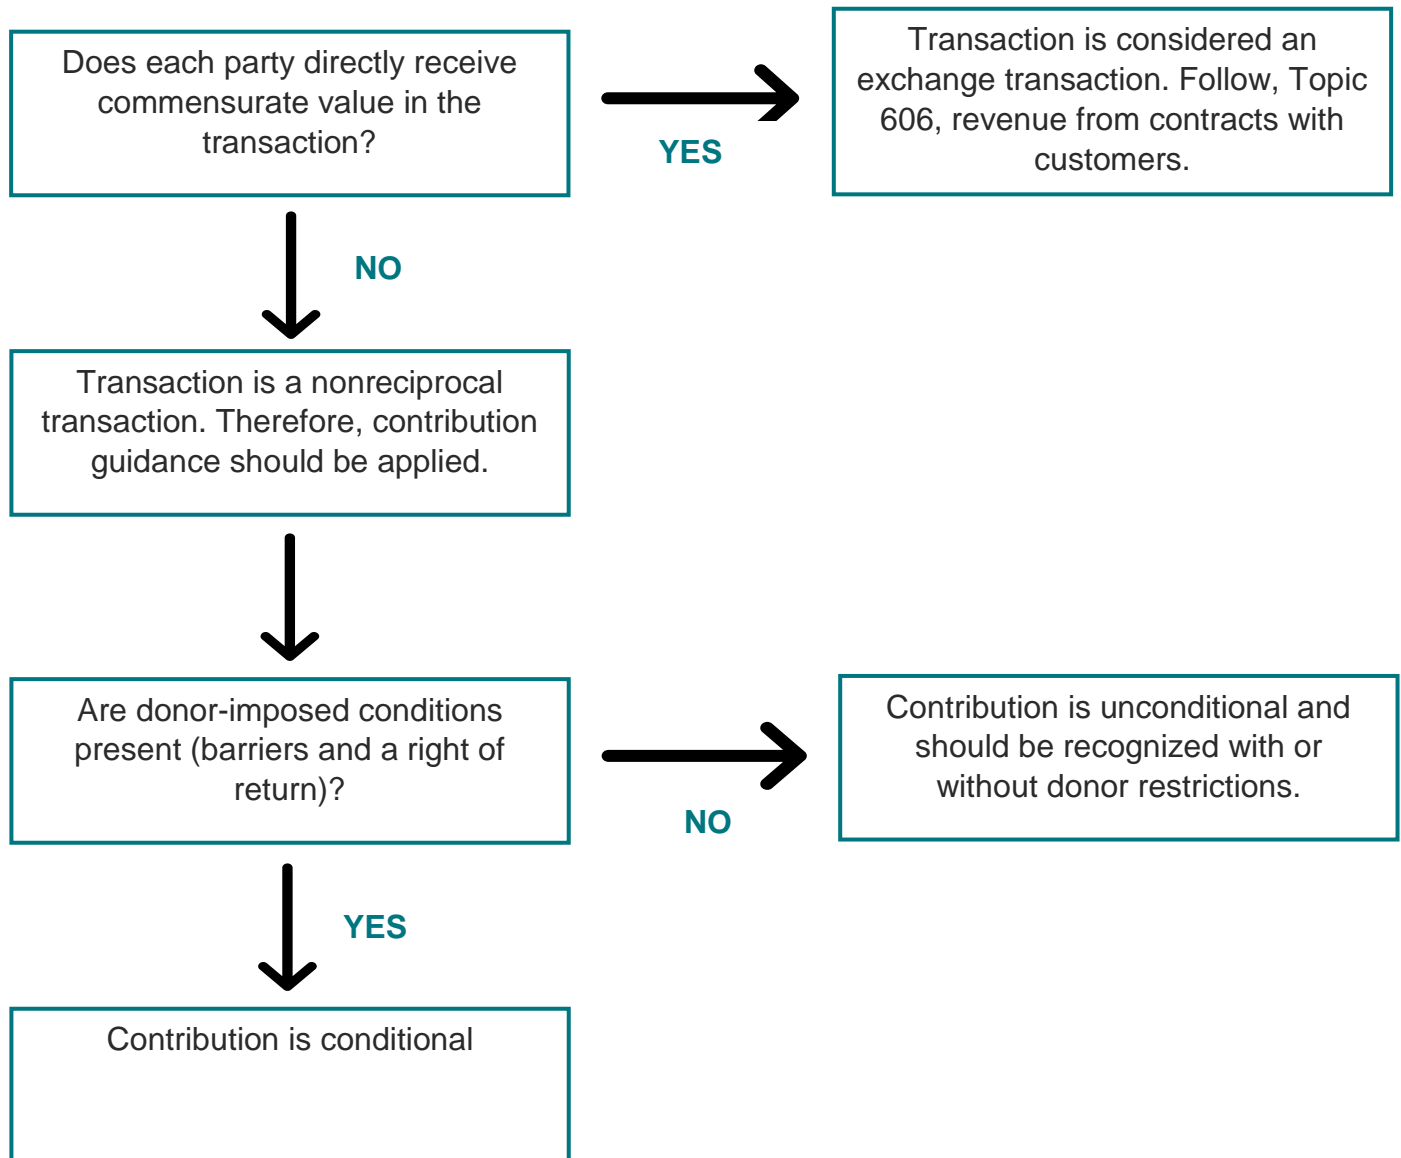 Does each party directly receive
commensurate value in the
transaction?
YES
Transaction is considered an
exchange transaction. Follow, Topic
606, revenue from contracts with
customers.
NO
Transaction is a nonreciprocal
transaction. Therefore, contribution
guidance should be applied.
Are donor-imposed conditions
present (barriers and a right of
return)?
NO
Contribution is unconditional and
should be recognized with or
without donor restrictions.
YES
Contribution is conditional